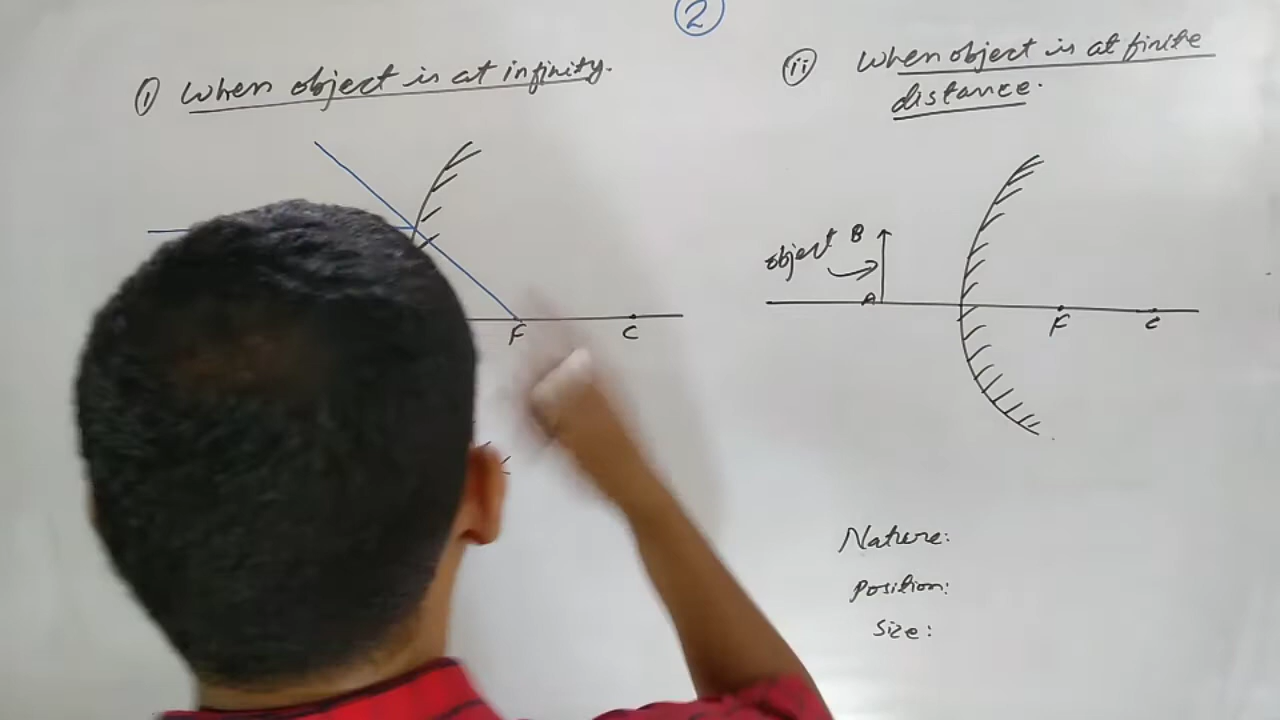 2
i) When object is at infinity.
F
C
ii) When object is at finite
distance.
object
B
A
F
C
Nature:
Position:
Size: